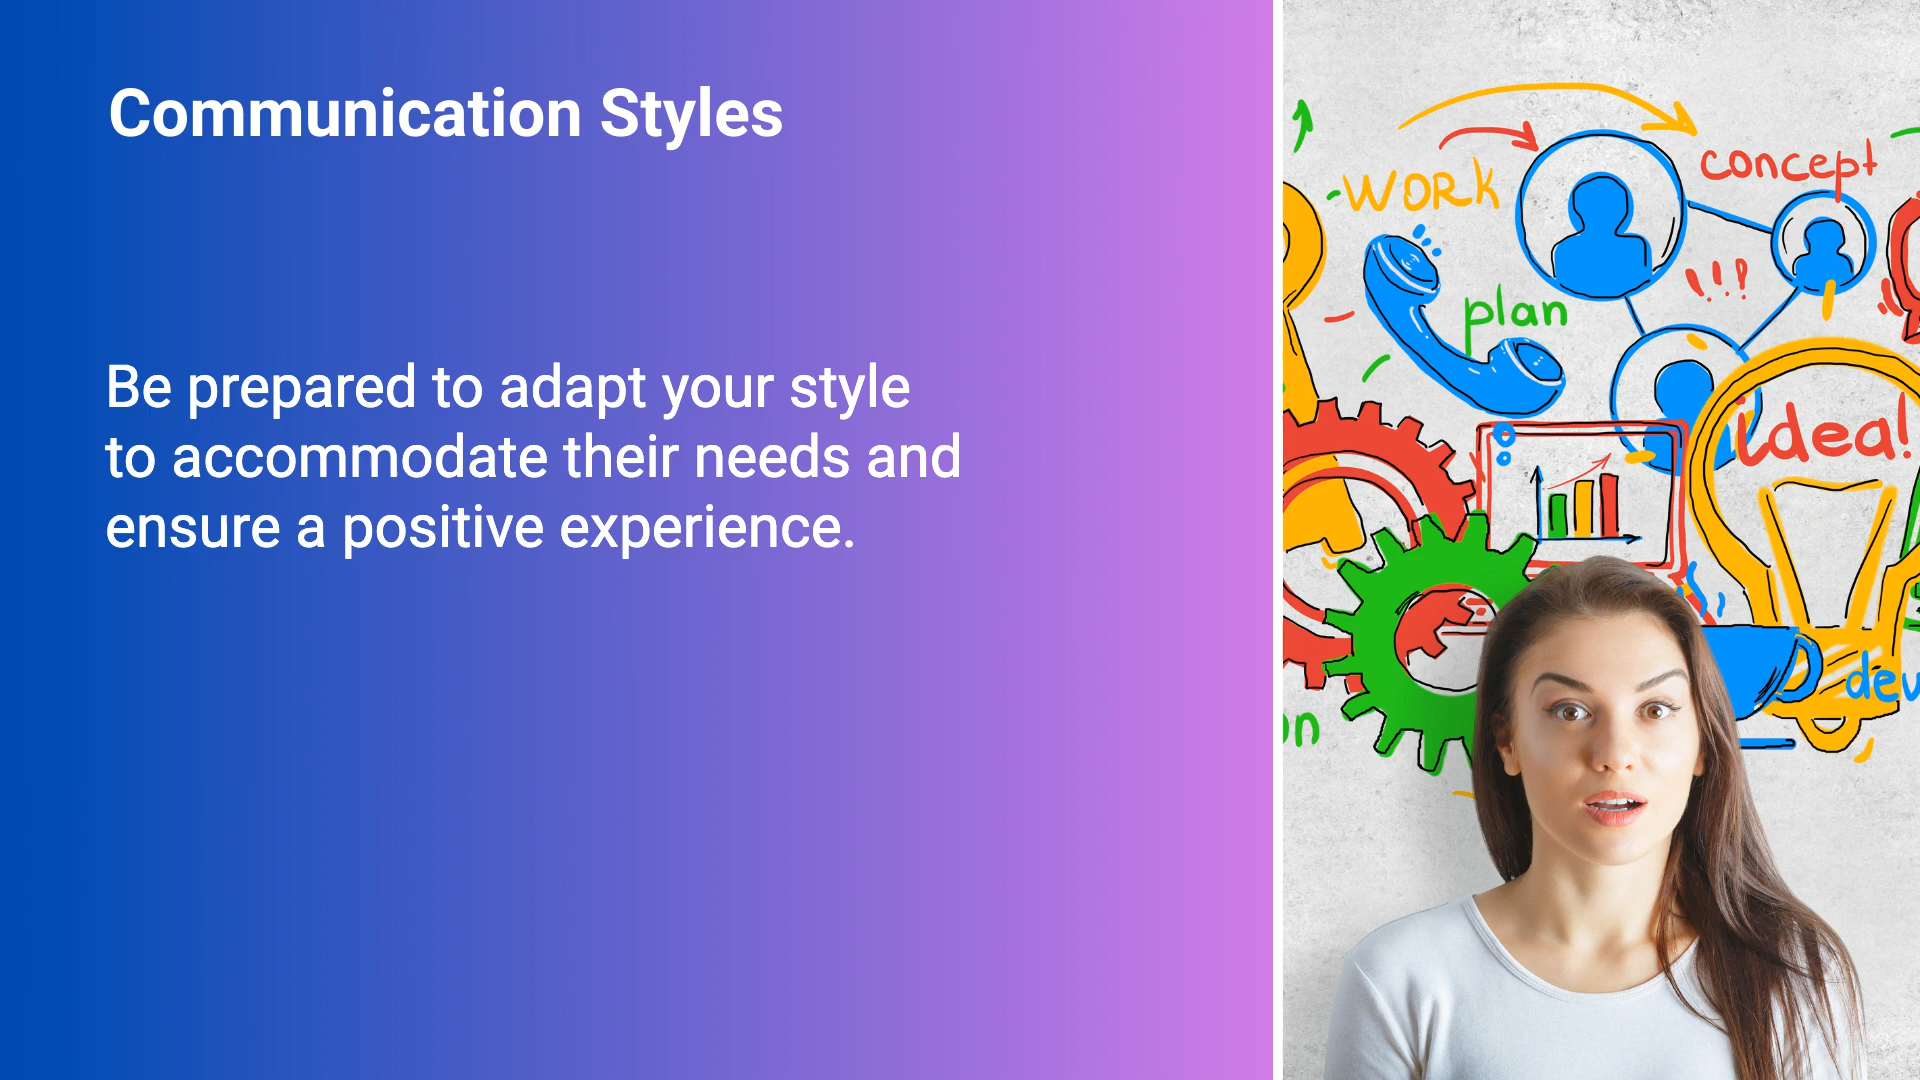 Communication Styles
Be prepared to adapt your style
to accommodate their needs and
ensure a positive experience.
WORK
concept
!!!
plan
idea!